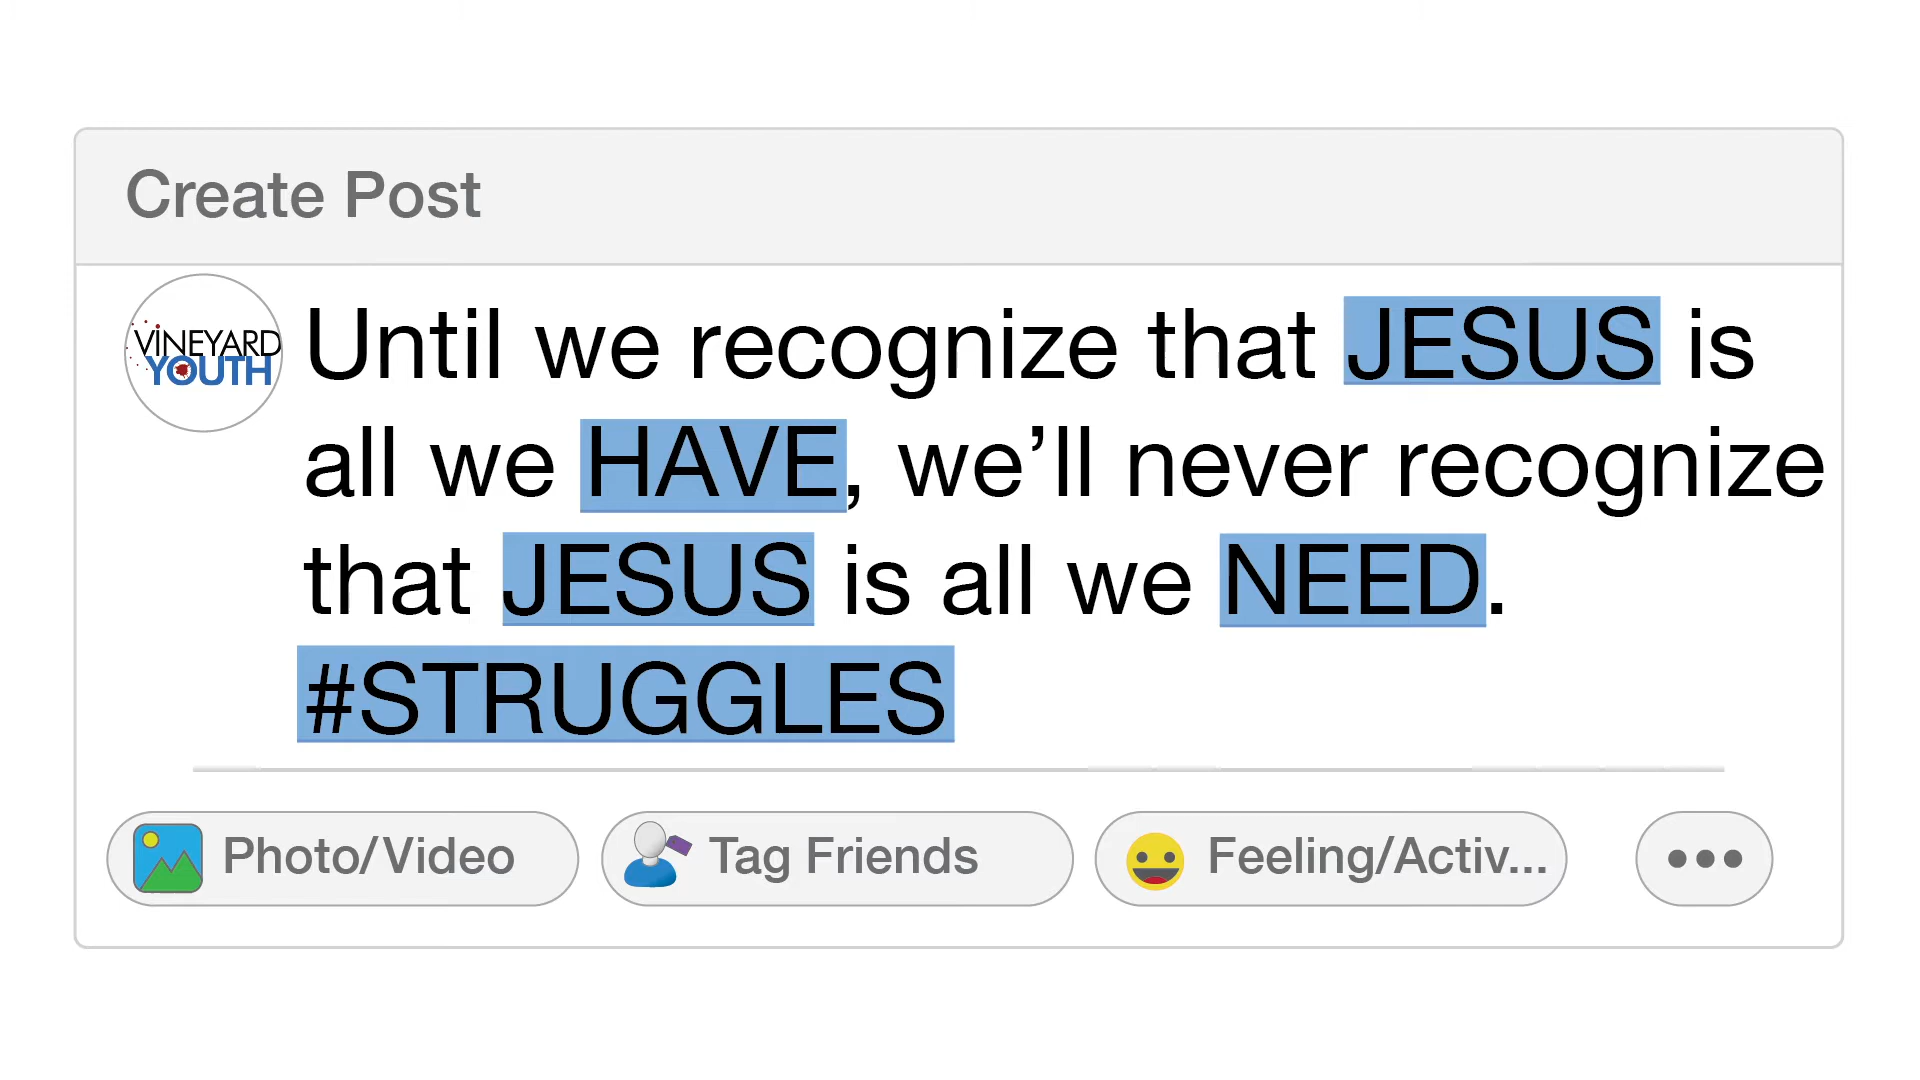 Create Post
VINEYARD
YOUTH
Until we recognize that JESUS is
all we HAVE, we’ll never recognize
that JESUS is all we NEED.
#STRUGGLES
Photo/Video
Tag Friends
Feeling/Activ...